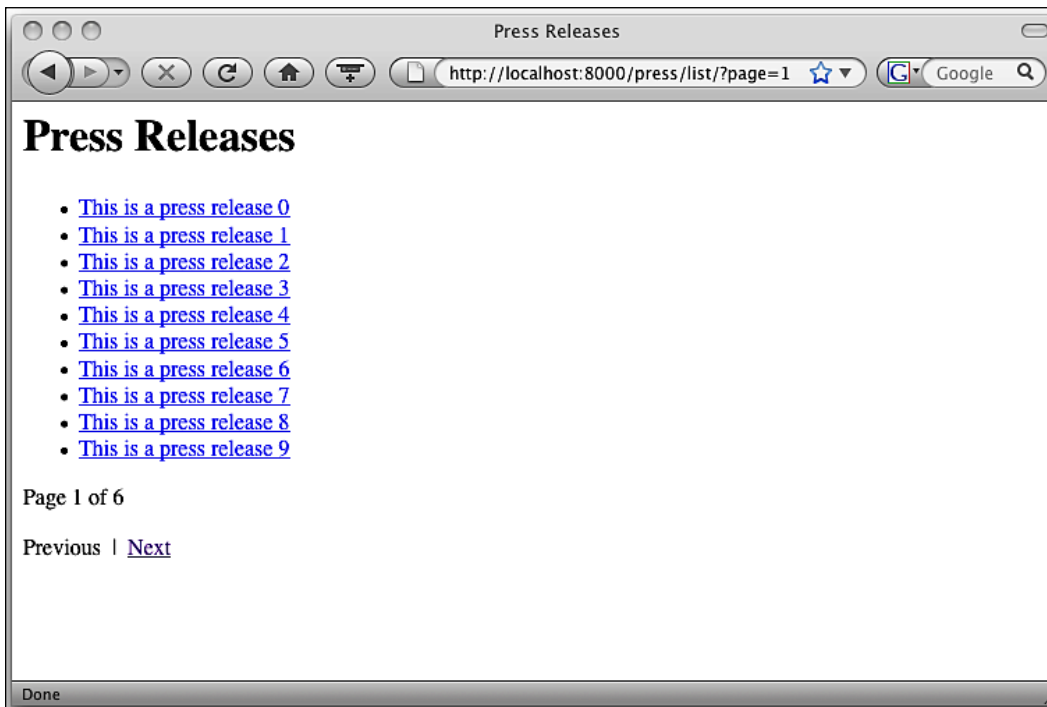 Press Releases
http://localhost:8000/press/list/?page=1
G Google
Press Releases
This is a press release 0
This is a press release 1
This is a press release 2
This is a press release 3
This is a press release 4
This is a press release 5
This is a press release 6
This is a press release 7
This is a press release 8
This is a press release 9
Page 1 of 6
Previous | Next
Done